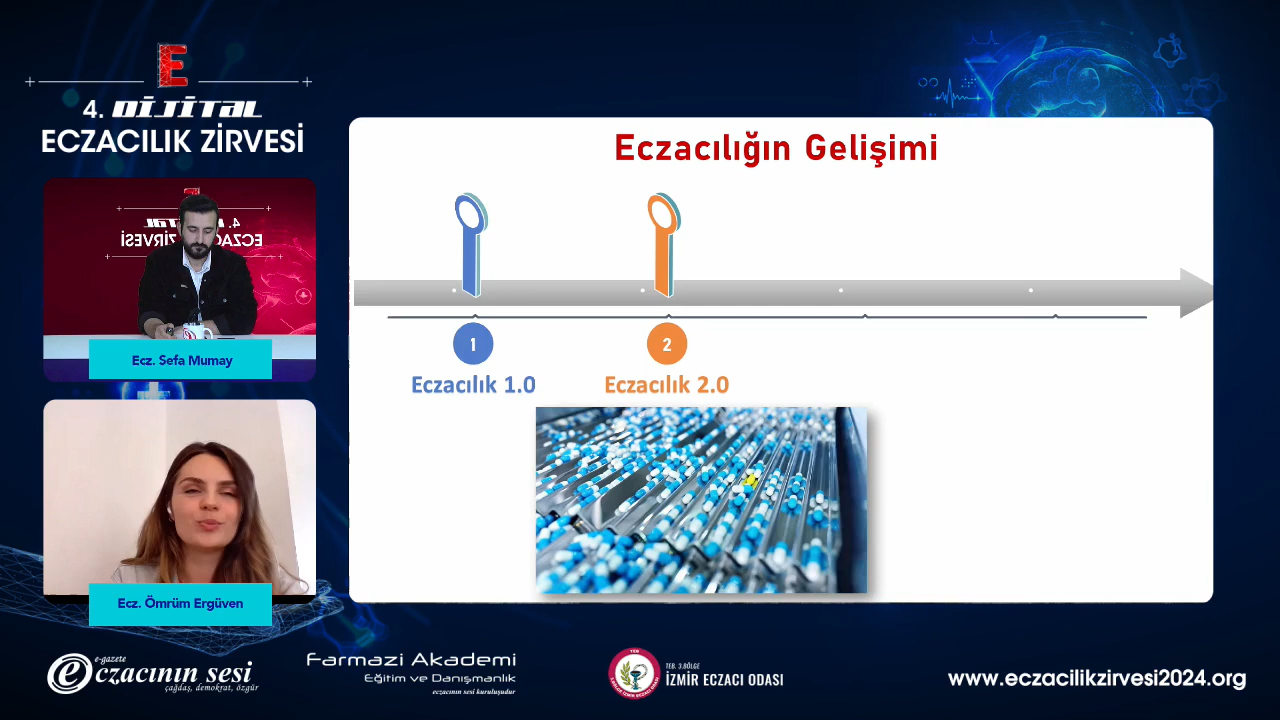 4. DİJİTAL
ECZACILIK ZİRVESİ
Ecz. Sefa Mumay
Ecz. Ömrüm Ergüven
Eczacılığın Gelişimi
1
2
Eczacılık 1.0
Eczacılık 2.0
e-gazete
eczacının sesi
çağdaş, demokrat, özgür
Farmazi Akademi
Eğitim ve Danışmanlık
eczacının sesi kuruluşudur
TEB. 3.BÖLGE
İZMİR ECZACI ODASI
www.eczacilikzirvesi2024.org